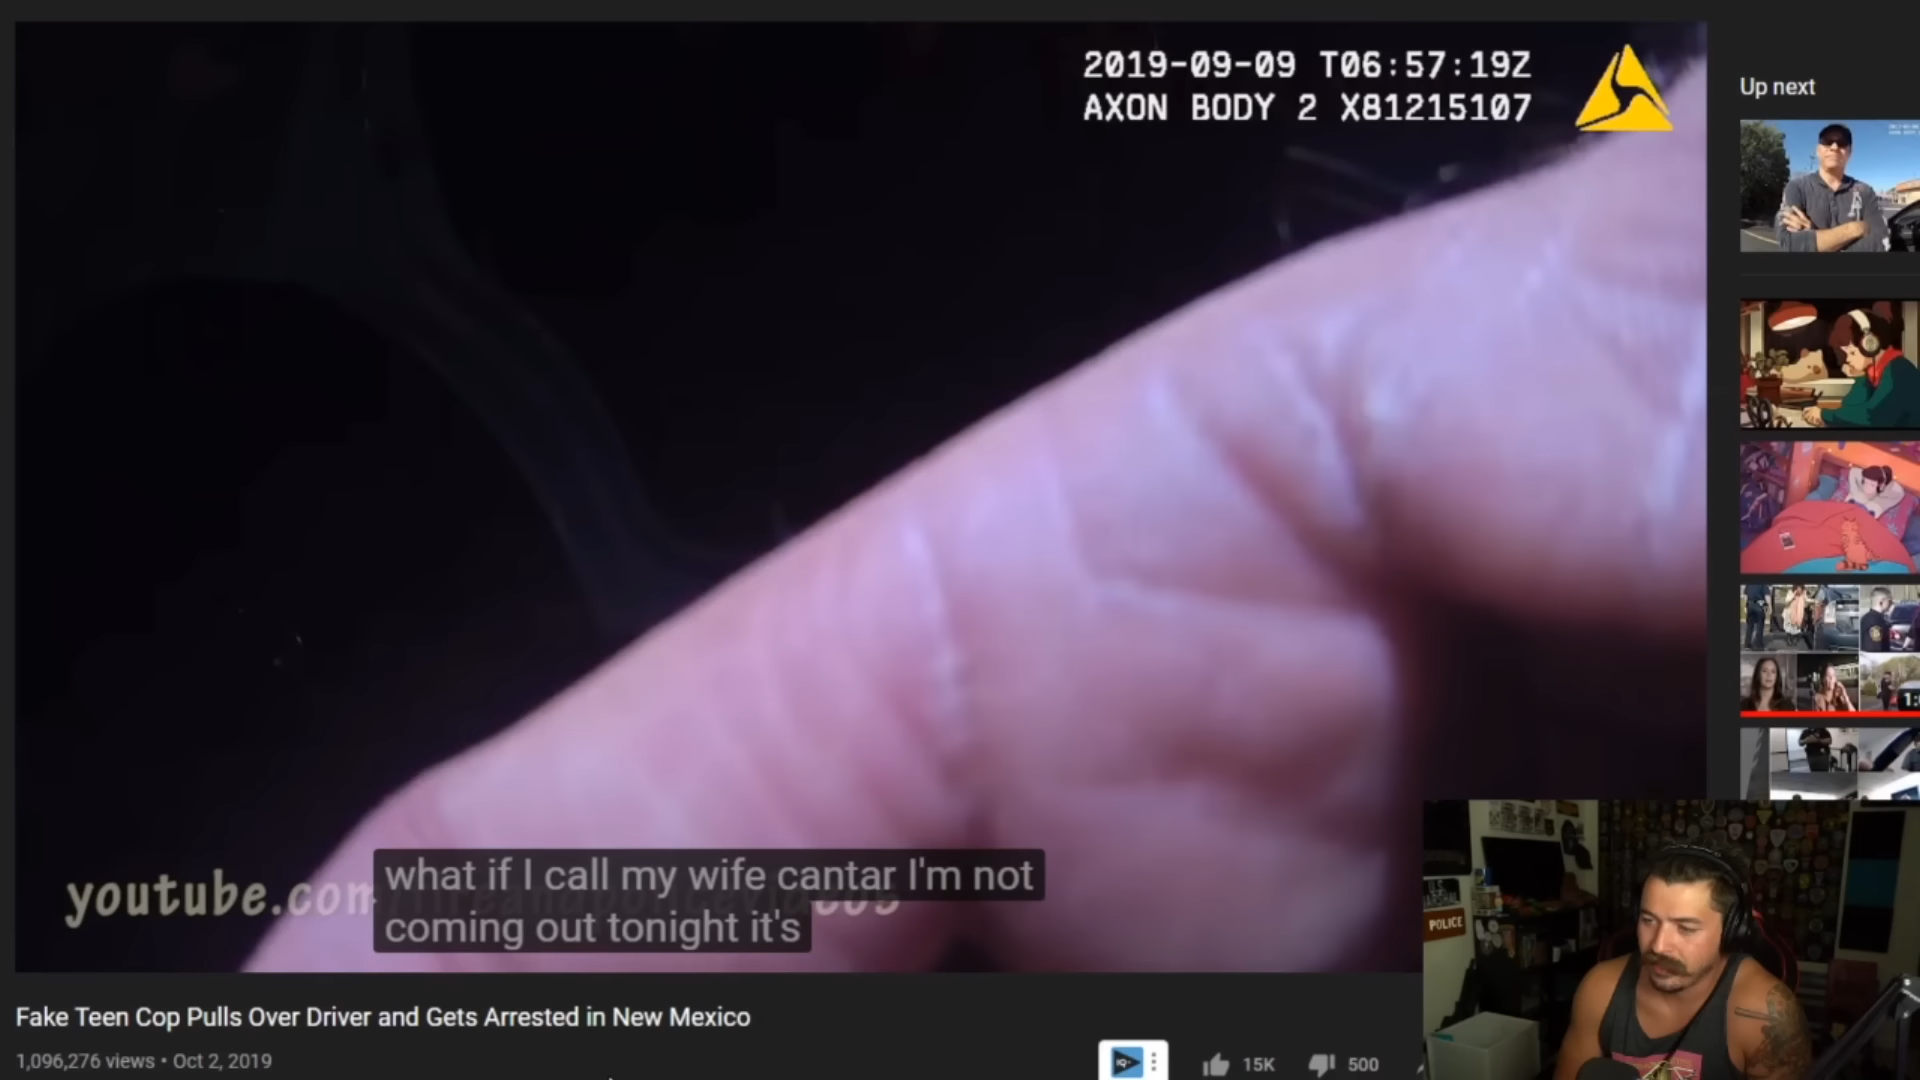 2019-09-09 T06:57:19Z
AXON BODY 2 X81215107
Up next
what if I call my wife cantar I'm not
coming out tonight it's
youtube.com
MARSHAL
POLICE
Fake Teen Cop Pulls Over Driver and Gets Arrested in New Mexico
1,096,276 views • Oct 2, 2019
15K
500